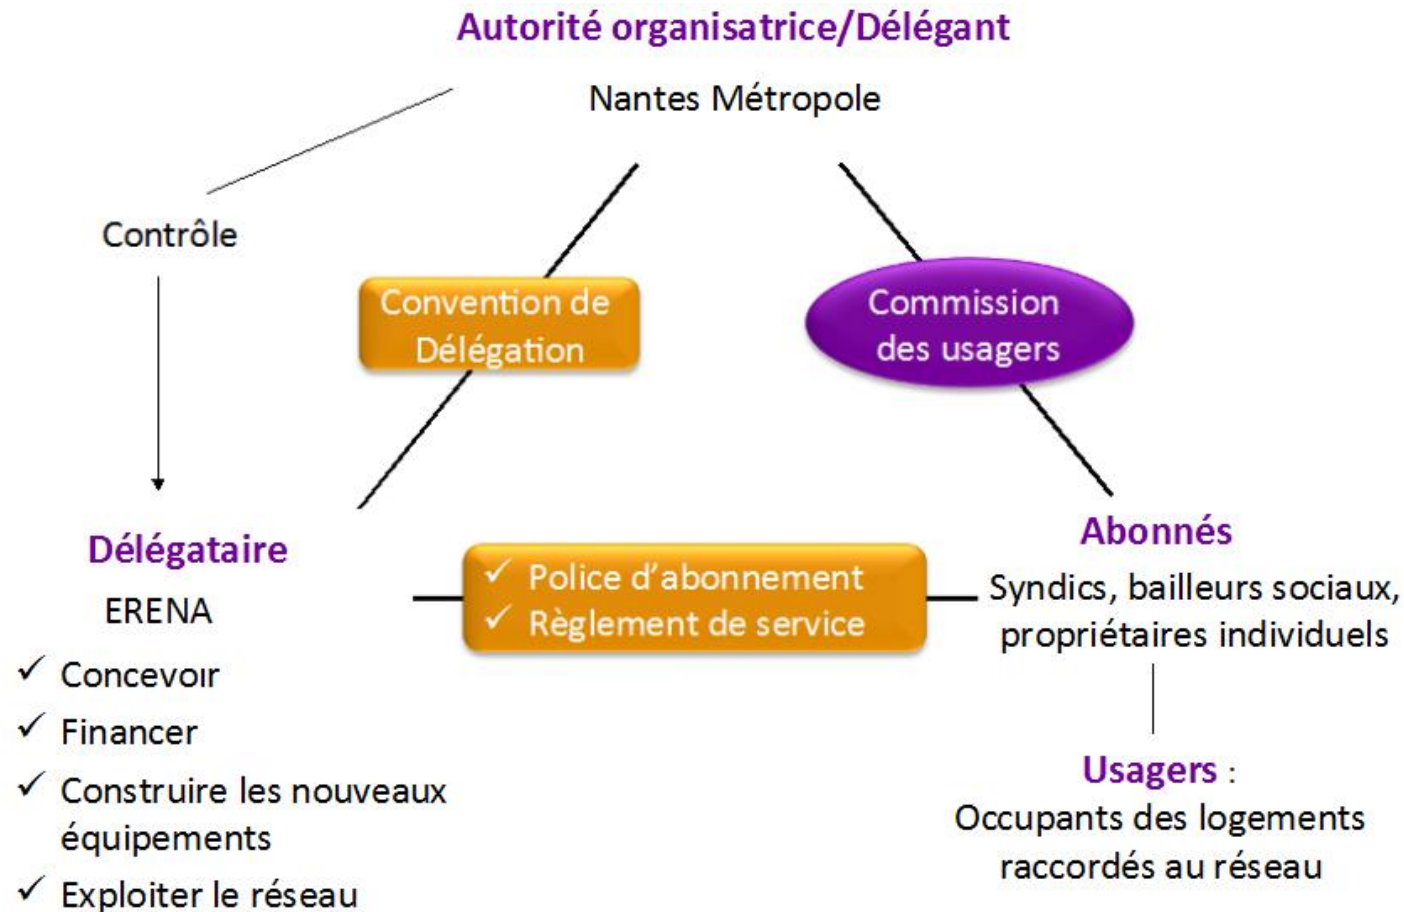 Autorité organisatrice/Délégant
Nantes Métropole
Contrôle
Convention de
Délégation
Commission
des usagers
Délégataire
ERENA
✓ Concevoir
✓ Financer
✓ Construire les nouveaux
équipements
✓ Exploiter le réseau
✓ Police d'abonnement
✓ Règlement de service
Abonnés
Syndics, bailleurs sociaux,
propriétaires individuels
Usagers :
Occupants des logements
raccordés au réseau